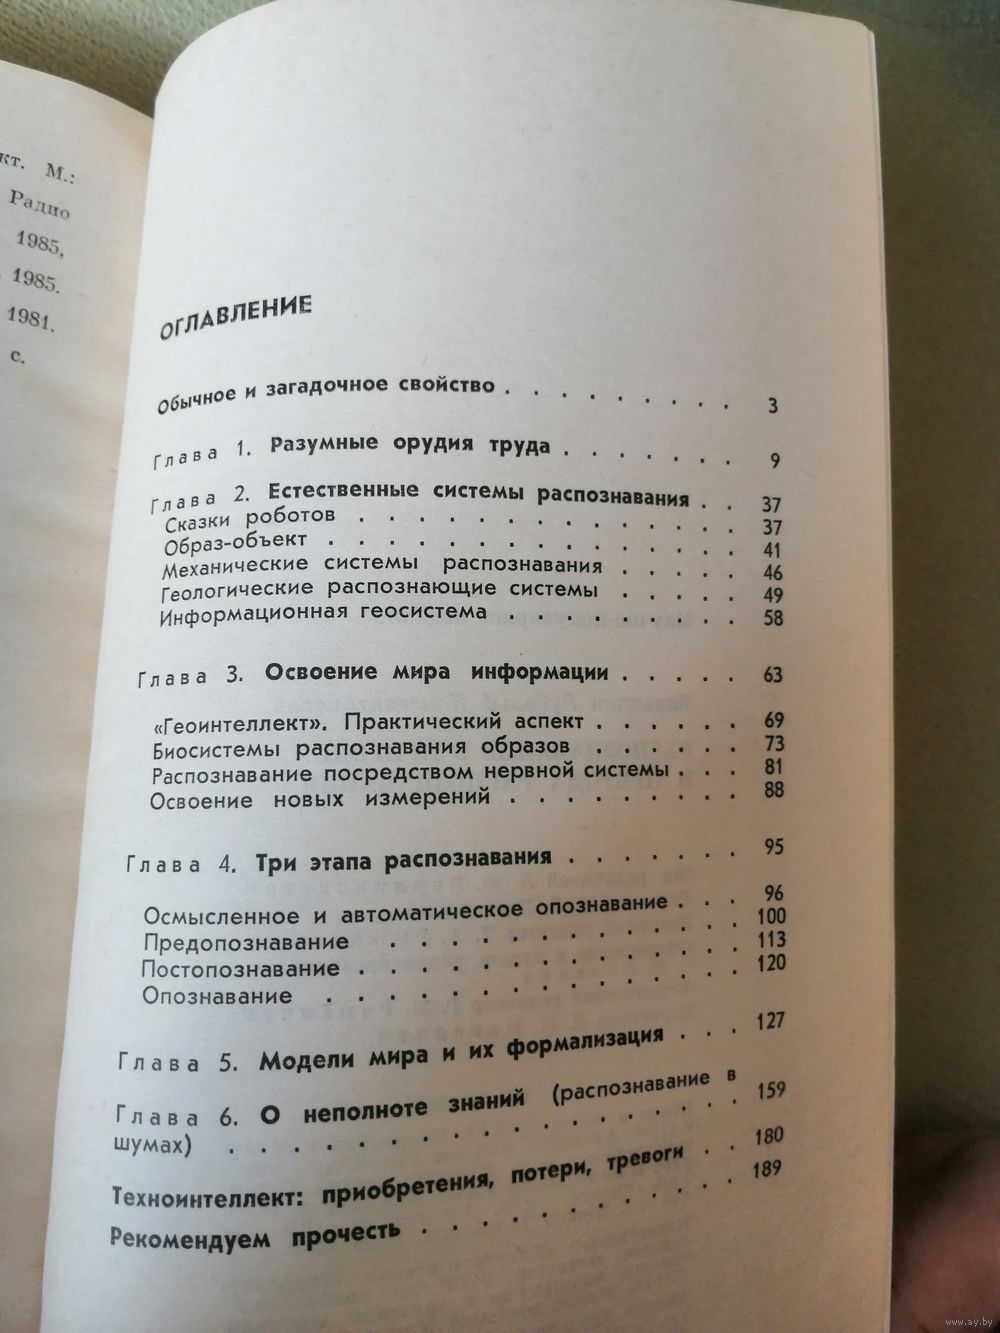 кт. М.:
Радио
1985,
1985.
1981.
с.
ОГЛАВЛЕНИЕ
Обычное и загадочное свойство . . . . . . . . . 3
Глава 1. Разумные орудия труда . . . . . . . 9
Глава 2. Естественные системы распознавания . . 37
Сказки роботов . . . . . . . . . . . . . 37
Образ-объект . . . . . . . . . . . . . . 41
Механические системы распознавания . . . . 46
Геологические распознающие системы . . . . 49
Информационная геосистема . . . . . . . . 58
Глава 3. Освоение мира информации . . . . . 63
«Геоинтеллект». Практический аспект . . . . . 69
Биосистемы распознавания образов . . . . . . 73
Распознавание посредством нервной системы . . . 81
Освоение новых измерений . . . . . . . . . 88
Глава 4. Три этапа распознавания . . . . . . . 95
Осмысленное и автоматическое опознавание . . . 96
Предопознавание . . . . . . . . . . . . 100
Постопознавание . . . . . . . . . . . . . 113
Опознавание . . . . . . . . . . . . . . 120
Глава 5. Модели мира и их формализация . . . 127
Глава 6. О неполноте знаний (распознавание в
шумах) . . . . . . . . . . . . . . . . 159
Техноинтеллект: приобретения, потери, тревоги . . 180
Рекомендуем прочесть . . . . . . . . . . . 189
www.ay.by